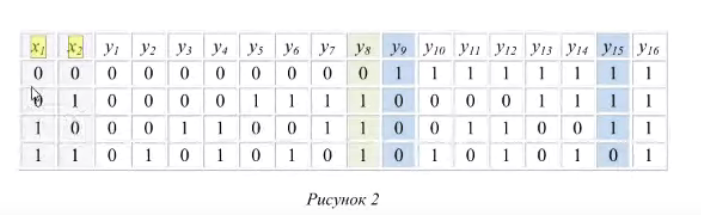 x1 x2 y1 y2 y3 y4 y5 y6 y7 y8 y9 y10 y11 y12 y13 y14 y15 y16
0 0 0 0 0 0 0 0 0 0 1 1 1 1 1 1 1 1
0 1 0 0 0 0 1 1 1 1 0 0 0 0 1 1 1 1
1 0 0 0 1 1 0 0 1 1 0 0 1 1 0 0 1 1
1 1 0 1 0 1 0 1 0 1 0 1 0 1 0 1 0 1
Рисунок 2